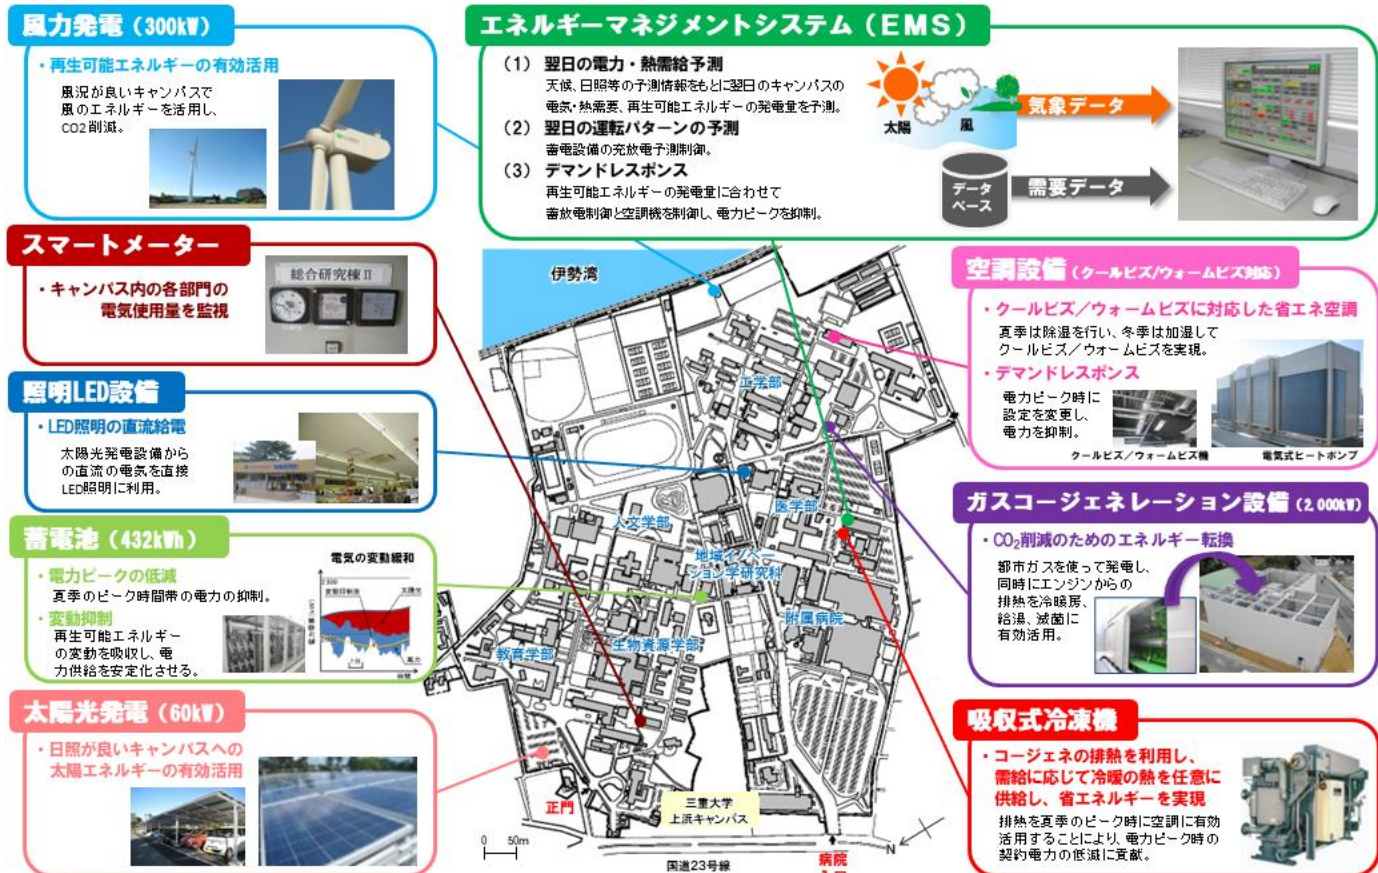 風力発電（300kW）
・再生可能エネルギーの有効活用
風況が良いキャンパスで
風のエネルギーを活用し、
CO2削減。
エネルギーマネジメントシステム（EMS）
（1） 翌日の電力・熱需給予測
天候、日照等の予測情報をもとに翌日のキャンパスの
電気・熱需要、再生可能エネルギーの発電量を予測。
（2） 翌日の運転パターンの予測
蓄電設備の充放電予測制御。
（3） デマンドレスポンス
再生可能エネルギーの発電量に合わせて
蓄放電制御と空調機を制御し、電力ピークを抑制。
太陽
風
気象データ
データ
ベース
需要データ
スマートメーター
・キャンパス内の各部門の
電気使用量を監視
総合研究棟Ⅱ
照明LED設備
・LED照明の直流給電
太陽光発電設備から
の直流の電気を直接
LED照明に利用。
蓄電池（432kWh）
・電力ピークの低減
夏季のピーク時間帯の電力の抑制。
・変動抑制
再生可能エネルギー
の変動を吸収し、電
力供給を安定化させる。
電気の変動緩和
太陽光
風力
時間
太陽光発電（60kW）
・日照が良いキャンパスへの
太陽エネルギーの有効活用
伊勢湾
工学部
医学部
人文学部
地域イノベー
ション学研究科
附属病院
生物資源学部
教育学部
正門
三重大学
上浜キャンパス
0 50m
国道23号線
病院
N
空調設備（クールビズ/ウォームビズ対応）
・クールビズ／ウォームビズに対応した省エネ空調
夏季は除湿を行い、冬季は加湿して
クールビズ／ウォームビズを実現。
・デマンドレスポンス
電力ピーク時に
設定を変更し、
電力を抑制。
クールビズ／ウォームビズ機
電気式ヒートポンプ
ガスコージェネレーション設備（2,000kW）
・CO₂削減のためのエネルギー転換
都市ガスを使って発電し、
同時にエンジンからの
排熱を冷暖房、
給湯、滅菌に
有効活用。
吸収式冷凍機
・コージェネの排熱を利用し、
需給に応じて冷暖の熱を任意に
供給し、省エネルギーを実現
排熱を夏季のピーク時に空調に有効
活用することにより、電力ピーク時の
契約電力の低減に貢献。